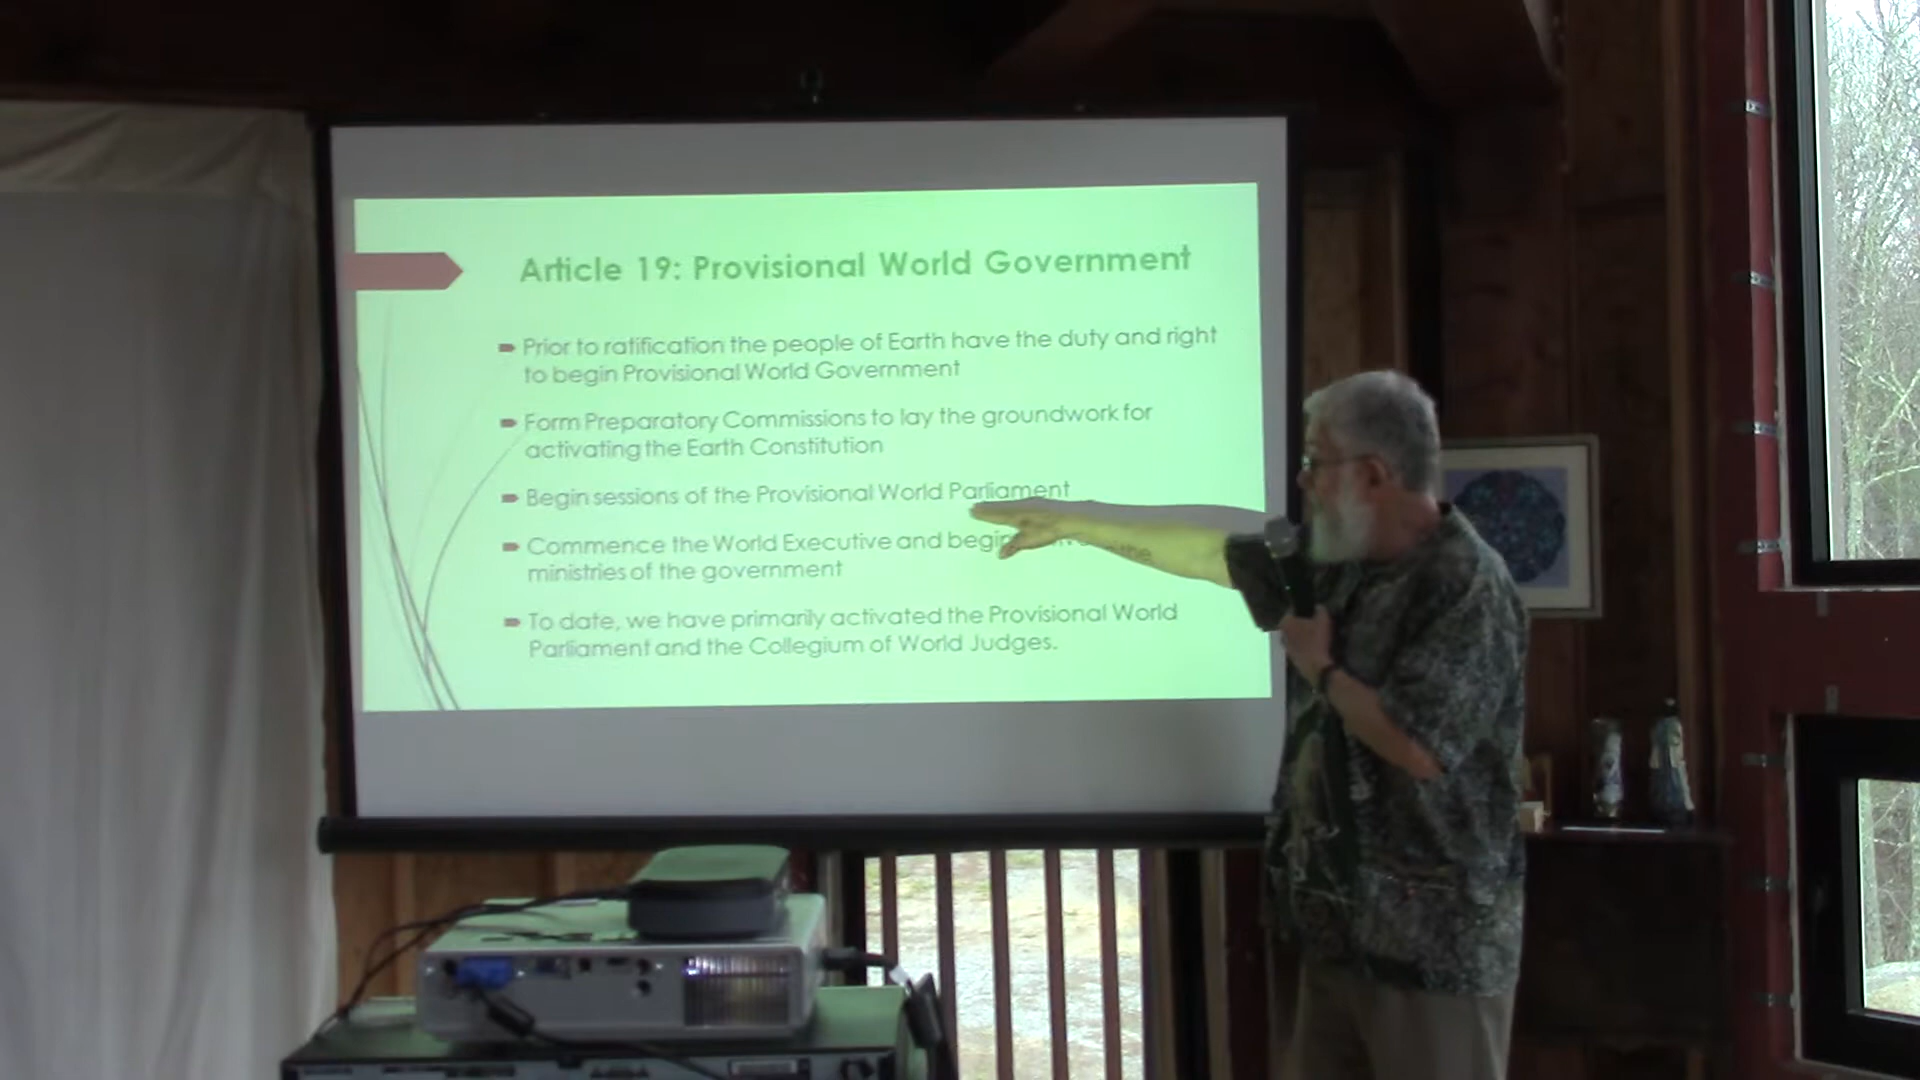 Article 19: Provisional World Government
Prior to ratification the people of Earth have the duty and right
to begin Provisional World Government
Form Preparatory Commissions to lay the groundwork for
activating the Earth Constitution
Begin sessions of the Provisional World Parliament
Commence the World Executive and begin the
ministries of the government
To date, we have primarily activated the Provisional World
Parliament and the Collegium of World Judges.